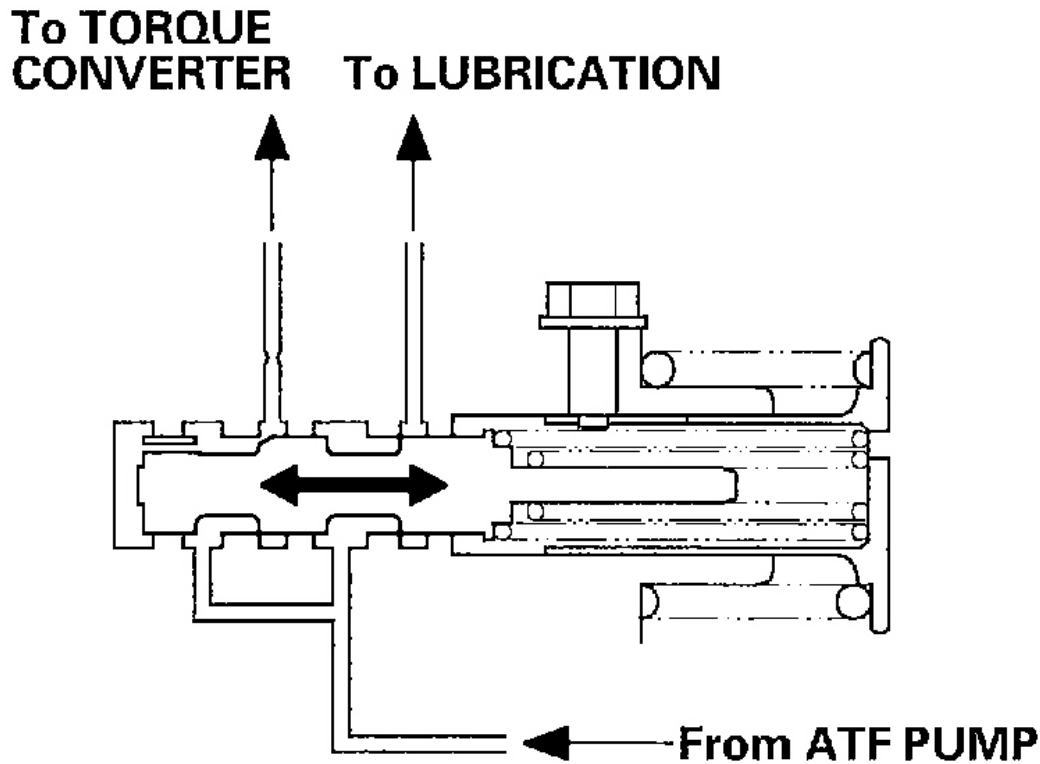 To TORQUE
CONVERTER To LUBRICATION
From ATF PUMP